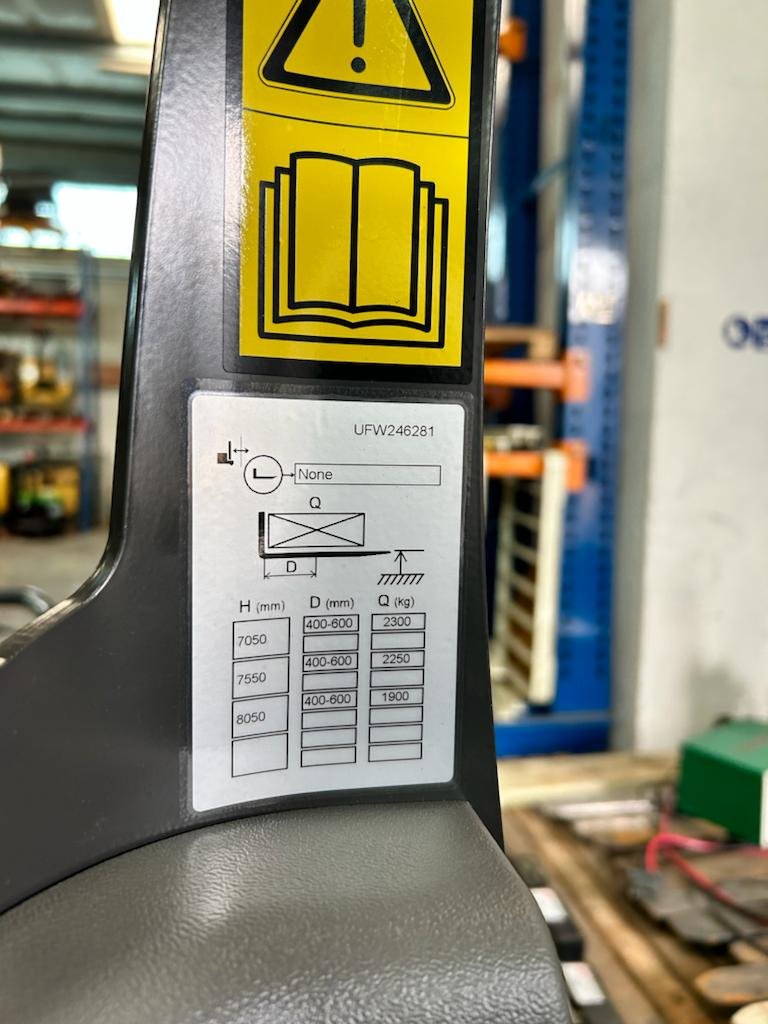 UFW246281
None
Q
D
H (mm) D (mm) Q (kg)
7050 400-600 2300
7550 400-600 2250
8050 400-600 1900